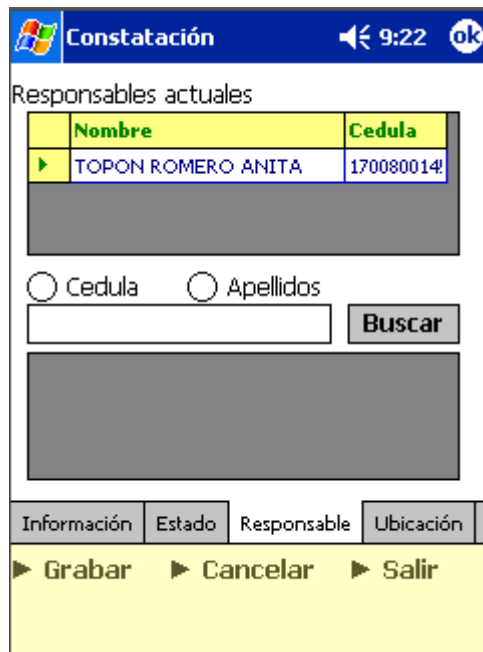 Constatación 9:22 ok
Responsables actuales
Nombre Cedula
TOPON ROMERO ANITA 170080014
Cedula Apellidos
Buscar
Información Estado Responsable Ubicación
Grabar Cancelar Salir